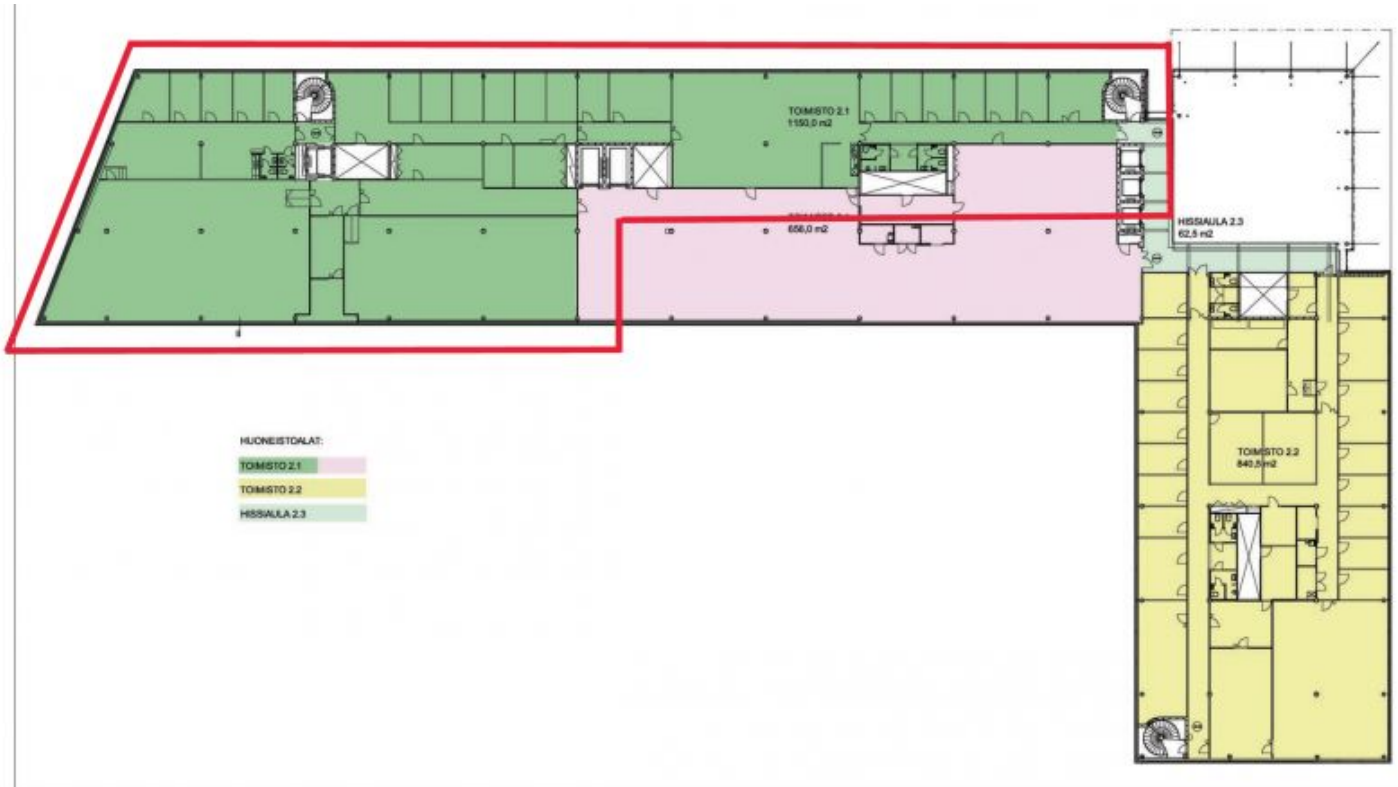 TOIMISTO 2.1
1150,0 m2
658,0 m2
HISSIAULA 2.3
62,5 m2
HUONEISTOALAT:
TOIMISTO 2.1
TOIMISTO 2.2
HISSIAULA 2.3
TOIMISTO 2.2
840,5 m2